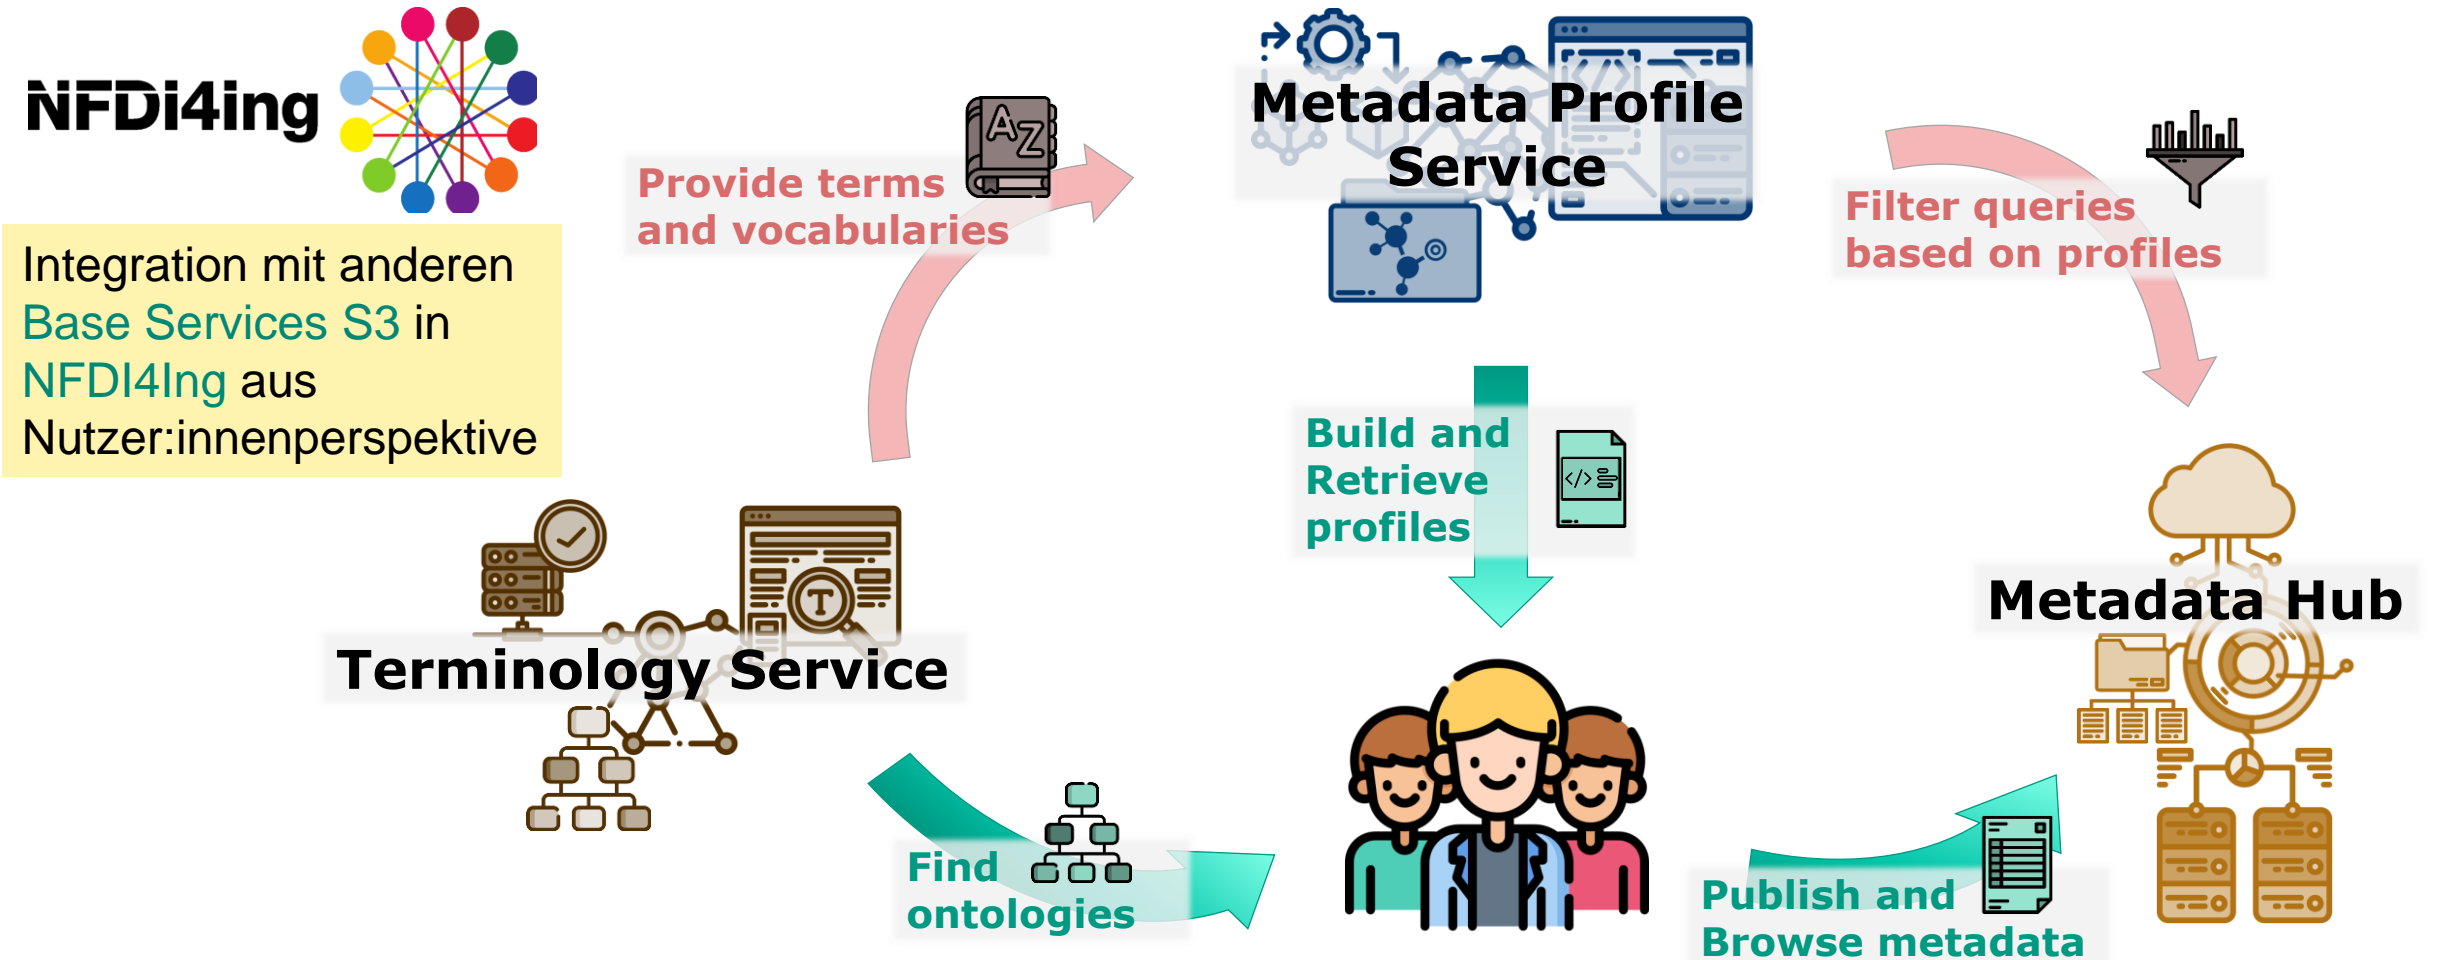 NFDi4ing
Integration mit anderen
Base Services S3 in
NFDI4Ing aus
Nutzer:innenperspektive
Provide terms
and vocabularies
AZ
Metadata Profile
Service
Filter queries
based on profiles
Build and
Retrieve
profiles
</>
T
Terminology Service
Metadata Hub
Find
ontologies
Publish and
Browse metadata